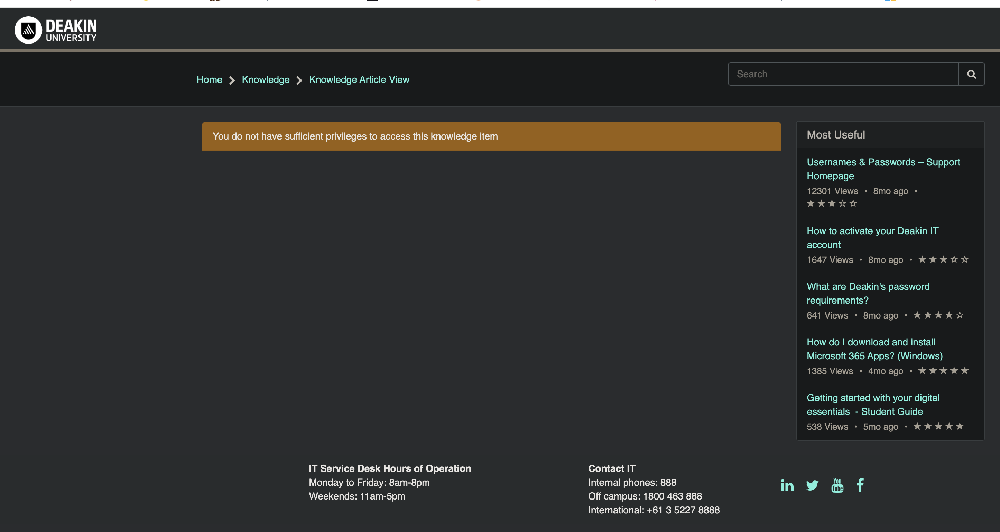 DEAKIN
UNIVERSITY
Home
Knowledge
Knowledge Article View
Search
You do not have sufficient privileges to access this knowledge item
Most Useful
Usernames & Passwords – Support
Homepage
12301 Views • 8mo ago •
★★★☆☆
How to activate your Deakin IT
account
1647 Views • 8mo ago • ★★★☆☆
What are Deakin's password
requirements?
641 Views • 8mo ago • ★★★★☆
How do I download and install
Microsoft 365 Apps? (Windows)
1385 Views • 4mo ago • ★★★★★
Getting started with your digital
essentials - Student Guide
538 Views • 5mo ago • ★★★★★
IT Service Desk Hours of Operation
Monday to Friday: 8am-8pm
Weekends: 11am-5pm
Contact IT
Internal phones: 888
Off campus: 1800 463 888
International: +61 3 5227 8888
in
You
Tube
f